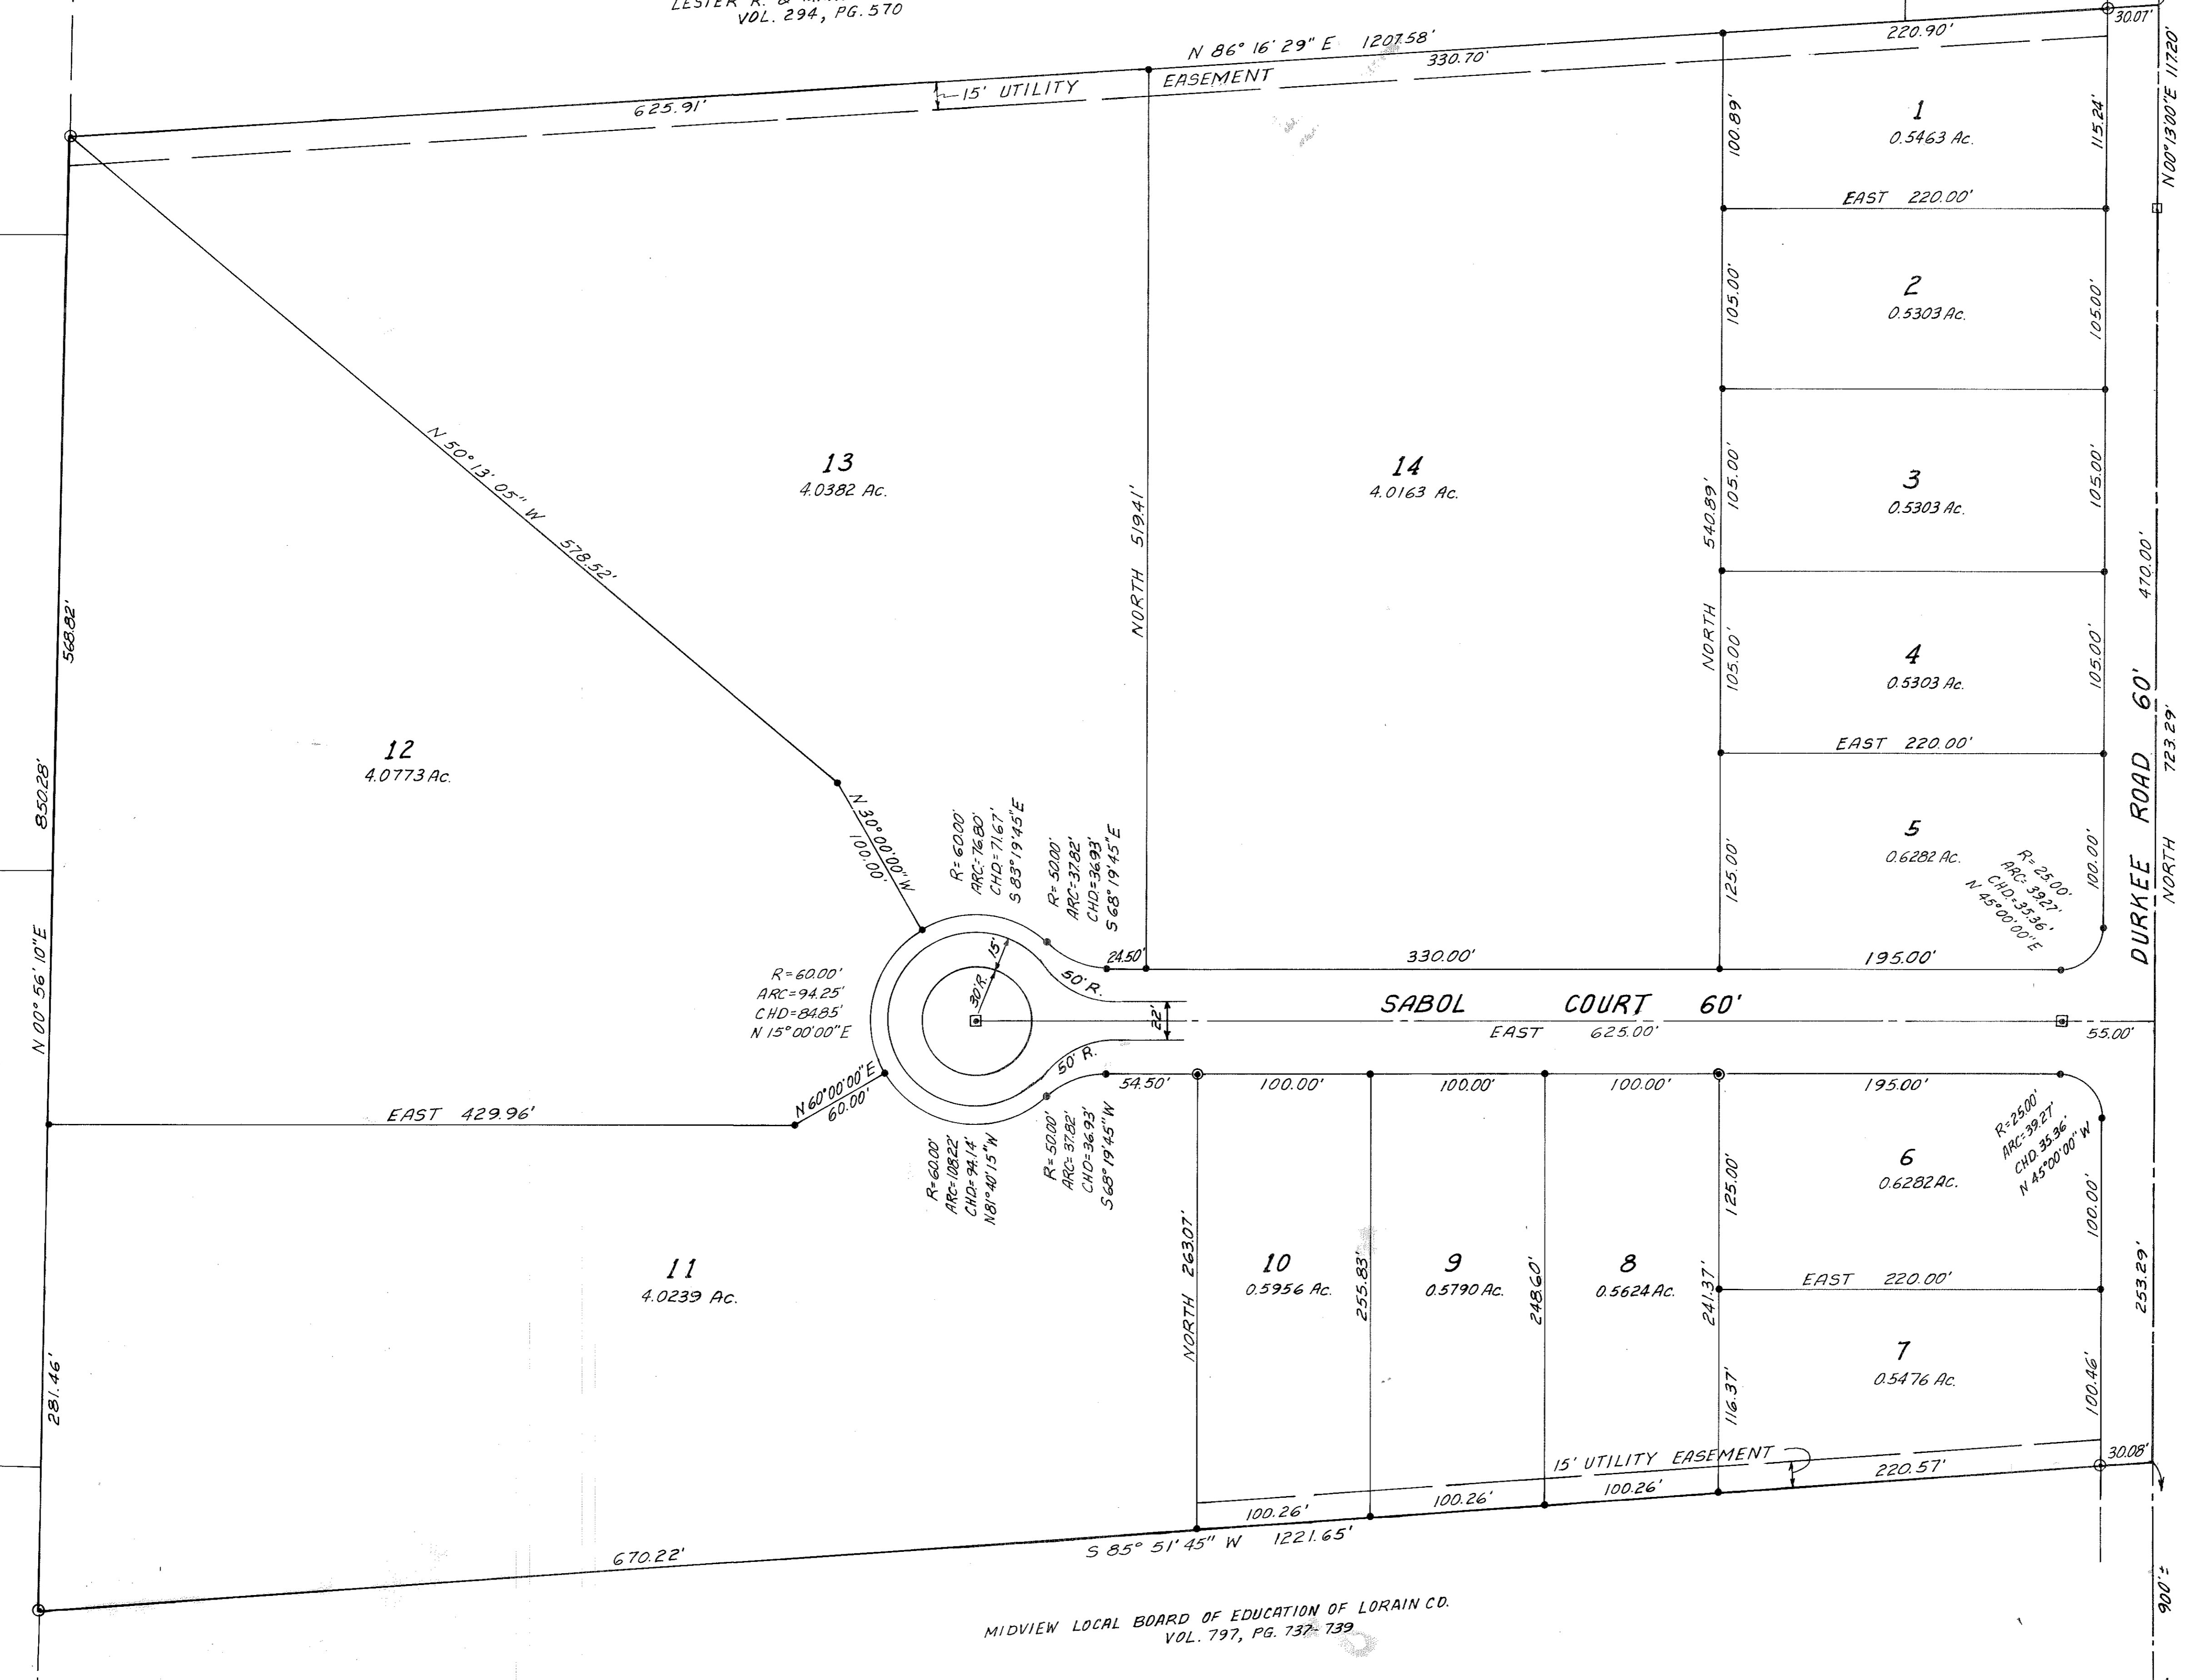 VOL. 294, PG. 570
N 86° 16' 29" E 1207.58'
30.07'
220.90'
330.70'
15' UTILITY EASEMENT
625.91'
N 00° 13' 00" E 117.20'
1
0.5463 Ac.
100.89'
115.24'
EAST 220.00'
2
0.5303 Ac.
105.00'
105.00'
3
0.5303 Ac.
105.00'
105.00'
NORTH 540.89'
4
0.5303 Ac.
105.00'
105.00'
EAST 220.00'
5
0.6282 Ac.
125.00'
100.00'
R= 25.00'
ARC= 39.27'
CHD.=35.36'
N 45°00'00"E
195.00'
470.00'
DURKEE ROAD 60'
NORTH 723.29'
13
4.0382 Ac.
14
4.0163 Ac.
NORTH 519.41'
N 50° 13' 05" W 578.52'
568.82'
12
4.0773 Ac.
850.28'
N 00° 56' 10" E
N 30° 00' 00" W
100.00'
R= 60.00'
ARC=76.80'
CHD.= 71.67'
S 83° 19' 45" E
R= 50.00'
ARC=37.82'
CHD.=36.93'
S 68° 19' 45" E
24.50'
330.00'
R=60.00'
ARC=94.25'
CHD=84.85'
N 15°00'00"E
15'
30'R.
50'R.
22'
50'R.
SABOL COURT 60'
EAST 625.00'
55.00'
N 60°00'00"E
60.00'
EAST 429.96'
54.50'
100.00'
100.00'
100.00'
195.00'
R=60.00'
ARC=108.22'
CHD.= 94.14'
N 81° 40' 15" W
R= 50.00'
ARC= 37.82'
CHD= 36.93'
S 68° 19' 45" W
R=25.00'
ARC=39.27'
CHD. 35.36'
N 45°00'00" W
6
0.6282 Ac.
125.00'
100.00'
EAST 220.00'
7
0.5476 Ac.
116.37'
100.46'
253.29'
11
4.0239 Ac.
281.46'
NORTH 263.07'
10
0.5956 Ac.
255.83'
9
0.5790 Ac.
248.60'
8
0.5624 Ac.
241.37'
15' UTILITY EASEMENT
30.08'
220.57'
100.26'
100.26'
100.26'
670.22'
S 85° 51' 45" W 1221.65'
900'±
MIDVIEW LOCAL BOARD OF EDUCATION OF LORAIN CO.
VOL. 797, PG. 737-739